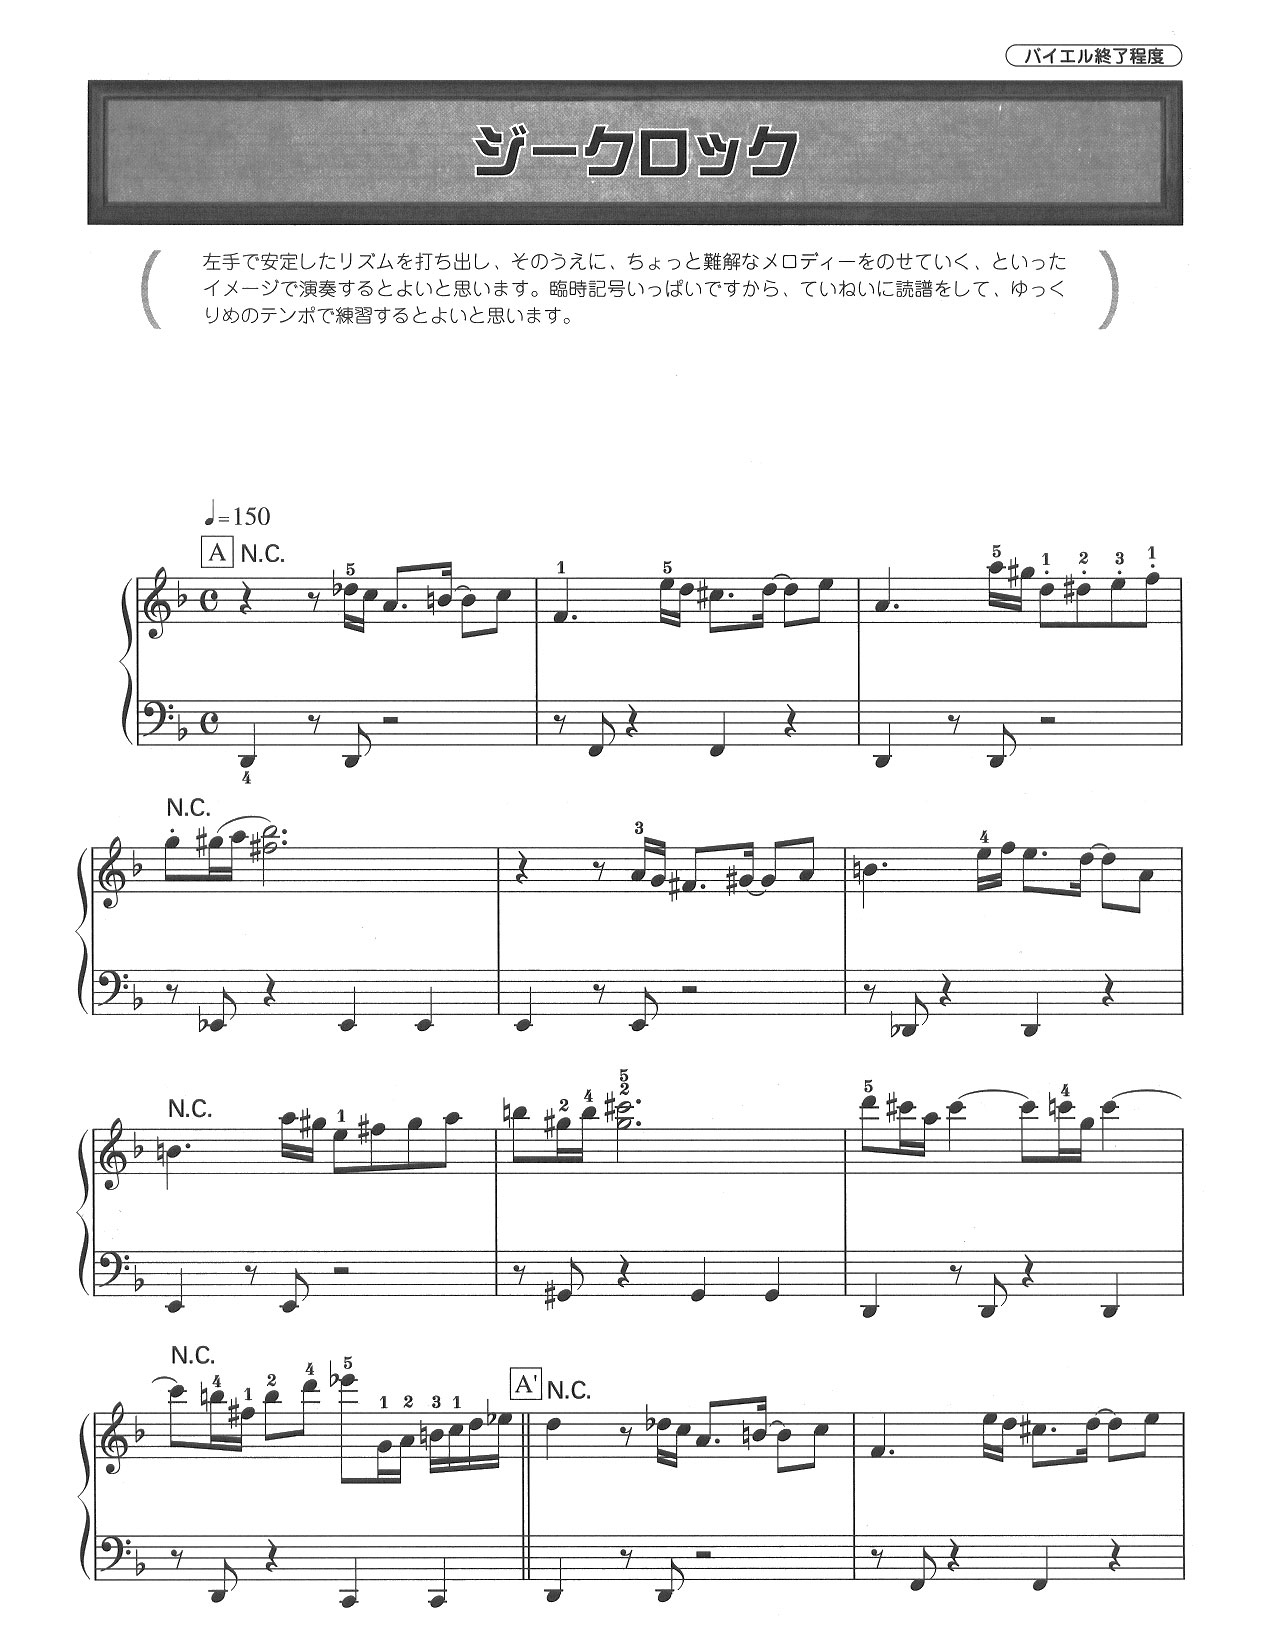 バイエル終了程度
ジークロック
左手で安定したリズムを打ち出し、そのうえに、ちょっと難解なメロディーをのせていく、といった
イメージで演奏するとよいと思います。臨時記号いっぱいですから、ていねいに読譜をして、ゆっく
りめのテンポで練習するとよいと思います。
♩=150
A N.C.
5 1 5 5 1 2 3 1
4
N.C.
3 4
N.C.
1 2 4 5 2 5 4
N.C.
4 1 2 4 5 1 2 3 1
A' N.C.